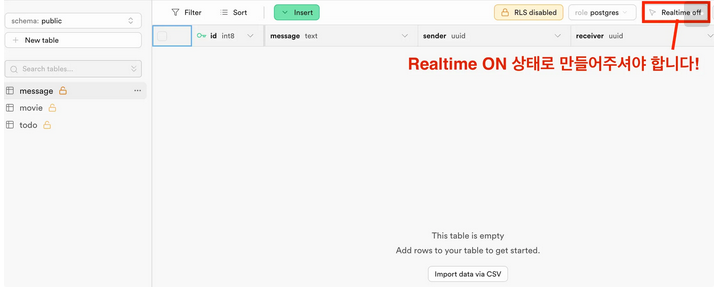 schema: public
Filter
Sort
Insert
RLS disabled
role postgres
Realtime off
New table
id int8
message text
sender uuid
receiver uuid
Search tables...
Realtime ON 상태로 만들어주셔야 합니다!
message
movie
todo
This table is empty
Add rows to your table to get started.
Import data via CSV